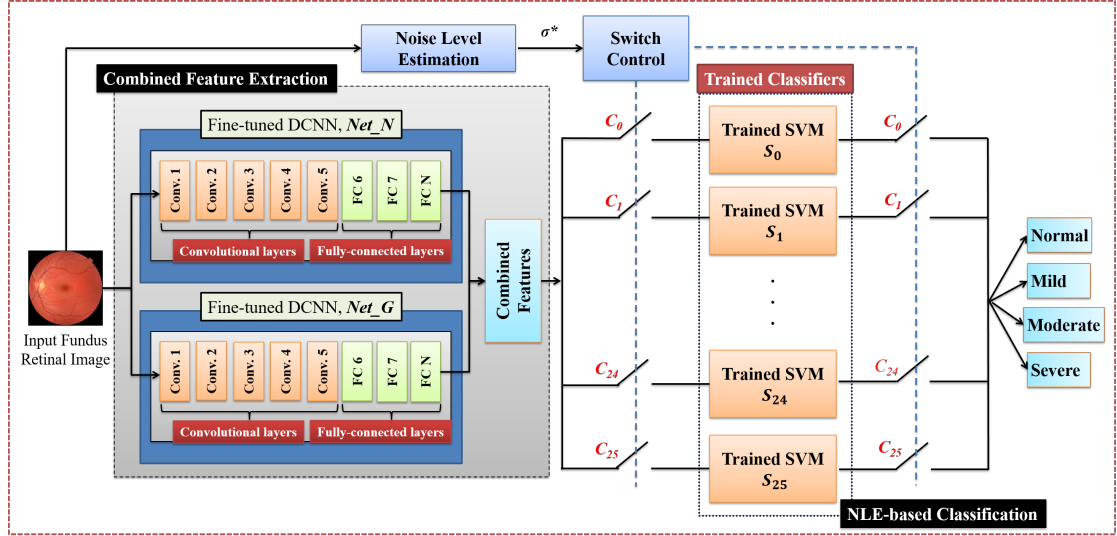 Noise Level
Estimation
σ*
Switch
Control
Combined Feature Extraction
Trained Classifiers
Fine-tuned DCNN, Net_N
Conv. 1
Conv. 2
Conv. 3
Conv. 4
Conv. 5
FC 6
FC 7
FC N
Convolutional layers
Fully-connected layers
Input Fundus
Retinal Image
Fine-tuned DCNN, Net_G
Conv. 1
Conv. 2
Conv. 3
Conv. 4
Conv. 5
FC 6
FC 7
FC N
Convolutional layers
Fully-connected layers
Combined
Features
C0
Trained SVM
S0
C0
C1
Trained SVM
S1
C1
.
.
.
C24
Trained SVM
S24
C24
C25
Trained SVM
S25
C25
Normal
Mild
Moderate
Severe
NLE-based Classification